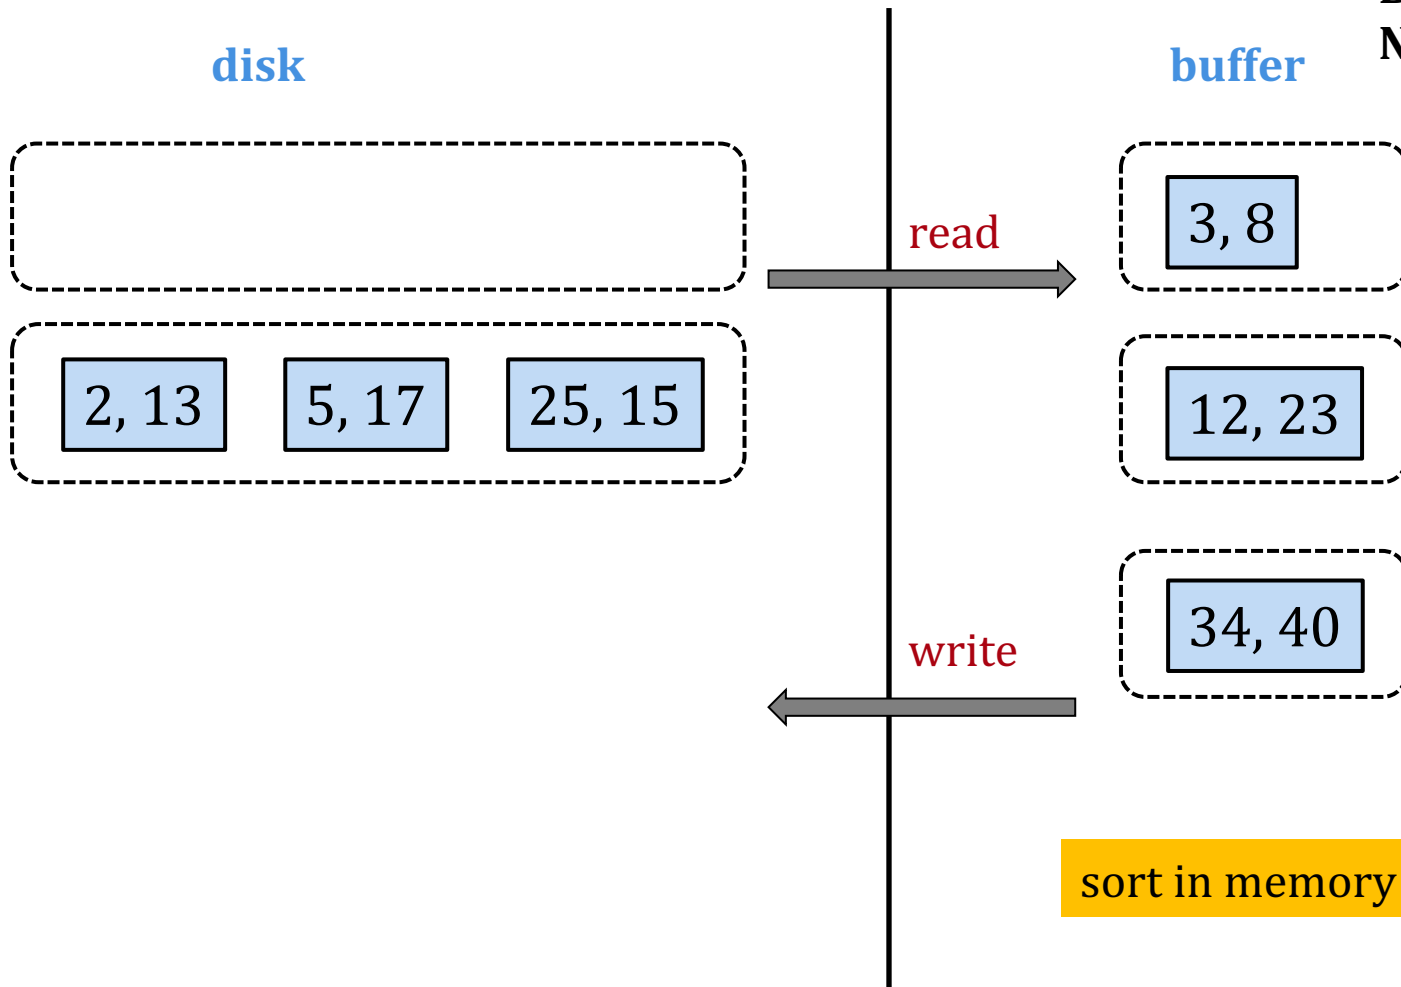 disk
buffer
N
read
3, 8
2, 13
5, 17
25, 15
12, 23
34, 40
write
sort in memory